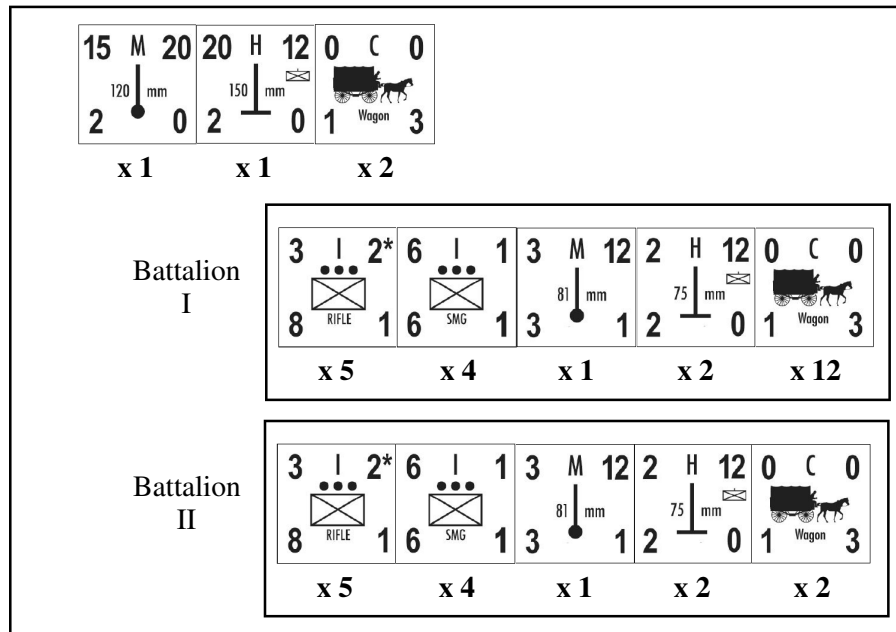 15 M 20 20 H 12 0 C 0
120 mm 150 mm
2 0 2 0 1 Wagon 3
x 1 x 1 x 2
Battalion
I
3 I 2* 6 I 1 3 M 12 2 H 12 0 C 0
81 mm 75 mm
8 RIFLE 1 6 SMG 1 3 1 2 0 1 Wagon 3
x 5 x 4 x 1 x 2 x 12
Battalion
II
3 I 2* 6 I 1 3 M 12 2 H 12 0 C 0
81 mm 75 mm
8 RIFLE 1 6 SMG 1 3 1 2 0 1 Wagon 3
x 5 x 4 x 1 x 2 x 2